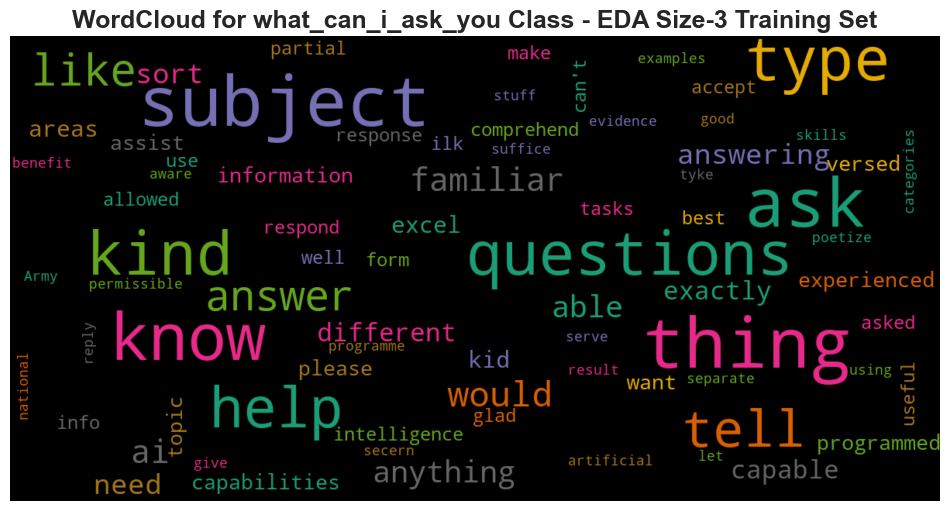 WordCloud for what_can_i_ask_you Class - EDA Size-3 Training Set
partial
make
examples
type
like
sort
can't
accept
subject
stuff
evidence
good
areas
assist
response
comprehend
skills
ilk
suffice
answering
versed
categories
benefit
aware
use
information
familiar
tyke
allowed
tasks
best
ask
respond
excel
poetize
kind
well
form
questions
Army
permissible
experienced
answer
able
exactly
know
different
thing
asked
reply
programme
kid
serve
national
please
result
want
separate
using
useful
help
would
glad
info
topic
intelligence
tell
programmed
ai
secern
let
give
artificial
need
capabilities
anything
capable